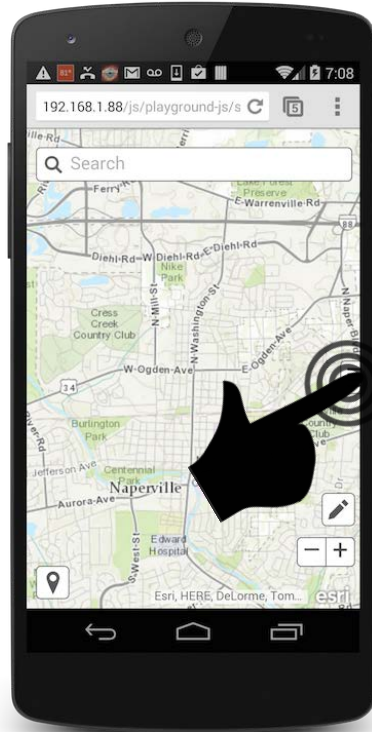 81°
7:08
192.168.1.88/js/playground-js/s
5
Search
Ferry
Lake Forest
Preserve
E-Warrenville-Rd
88
Diehl-Rd-W-Diehl-Rd-E-Diehl-Rd
Nike
Park
N-Mill-St
N-Washington-St
Cress
Creek
Country Club
W-Ogden-Ave
E-Ogden-Ave
34
Burlington
Park
River-Rd
Country
Club
Jefferson Ave
Centennial
Park
Naperville
Aurora-Ave
S-West-St
Edward
Hospital
Esri, HERE, DeLorme, Tom...
esri